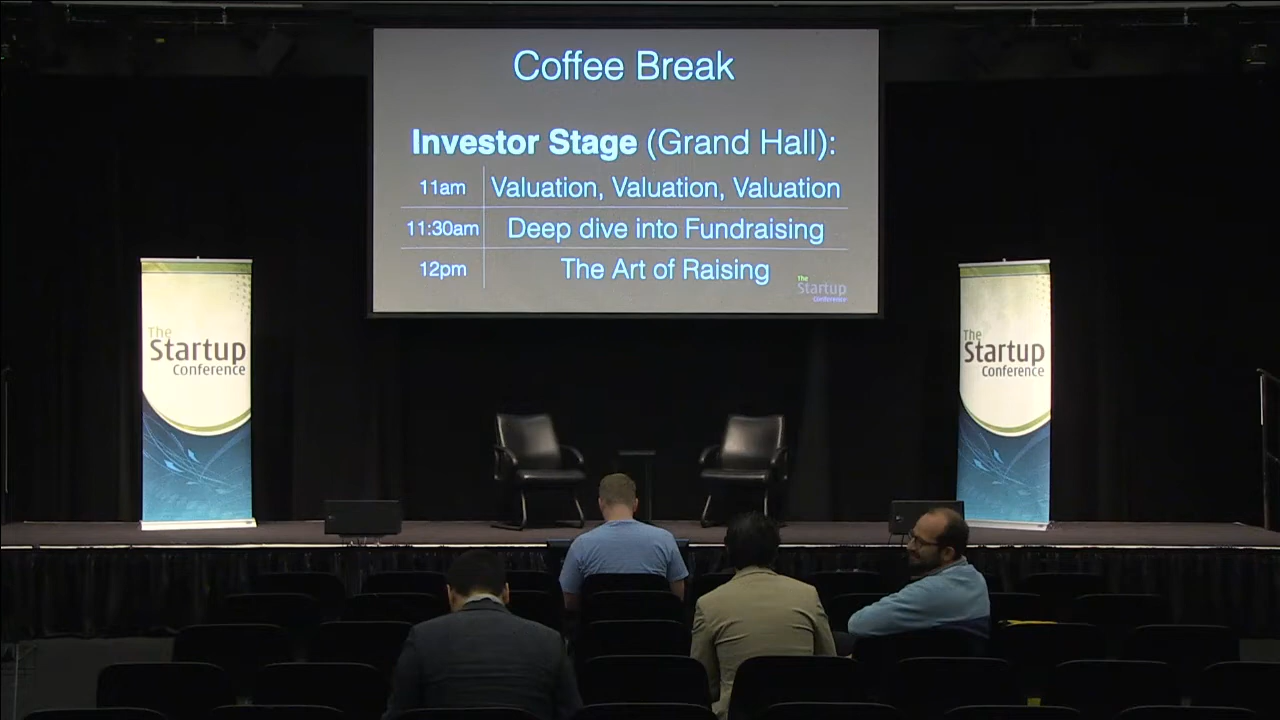 Coffee Break
Investor Stage (Grand Hall):
11am Valuation, Valuation, Valuation
11:30am Deep dive into Fundraising
12pm The Art of Raising
The
Startup
Conference
The
Startup
Conference
The
Startup
Conference